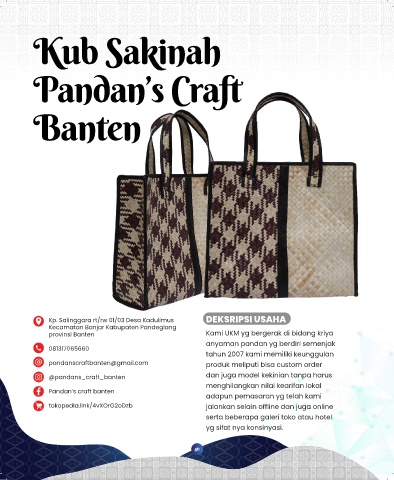 Kub Sakinah
Pandan's Craft
Banten
Kp. Salinggara rt/rw 01/03 Desa Kadulimus
Kecamatan Banjar Kabupaten Pandeglang
provinsi Banten
081317065660
pandanscraftbanten@gmail.com
@pandans_craft_banten
Pandan's craft banten
tokopedia.link/4vXOrG2oDzb
DEKSRIPSI USAHA
Kami UKM yg bergerak di bidang kriya
anyaman pandan yg berdiri semenjak
tahun 2007 kami memiliki keunggulan
produk meliputi bisa custom order
dan juga model kekinian tanpa harus
menghilangkan nilai kearifan lokal
adapun pemasaran yg telah kami
jalankan selain offline dan juga online
serta beberapa galeri toko atau hotel
yg sifat nya konsinyasi.